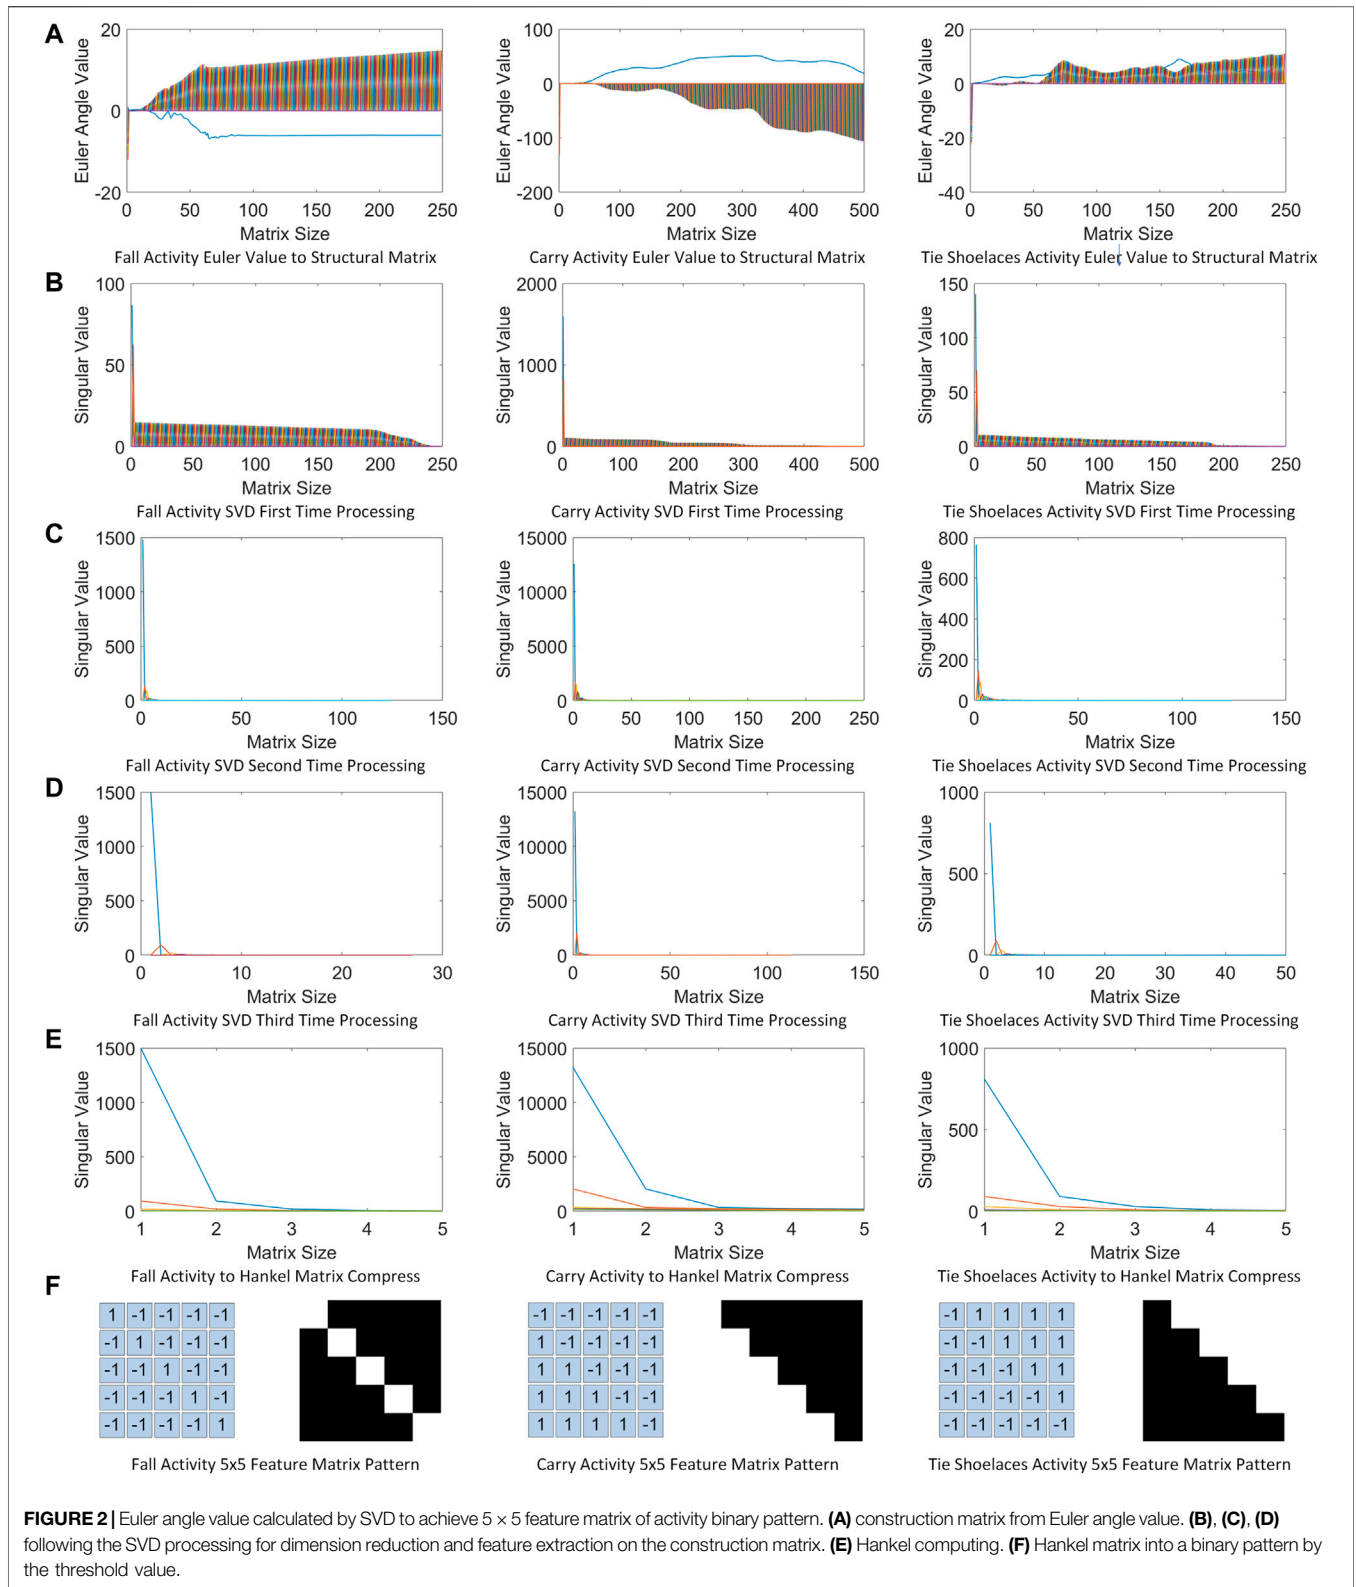 A
20
0
-20
Euler Angle Value
0 50 100 150 200 250
Matrix Size
Fall Activity Euler Value to Structural Matrix
100
0
-100
-200
Euler Angle Value
0 100 200 300 400 500
Matrix Size
Carry Activity Euler Value to Structural Matrix
20
0
-20
-40
Euler Angle Value
0 50 100 150 200 250
Matrix Size
Tie Shoelaces Activity Euler Value to Structural Matrix
B
100
50
0
Singular Value
0 50 100 150 200 250
Matrix Size
Fall Activity SVD First Time Processing
2000
1000
0
Singular Value
0 100 200 300 400 500
Matrix Size
Carry Activity SVD First Time Processing
150
100
50
0
Singular Value
0 50 100 150 200 250
Matrix Size
Tie Shoelaces Activity SVD First Time Processing
C
1500
1000
500
0
Singular Value
0 50 100 150
Matrix Size
Fall Activity SVD Second Time Processing
15000
10000
5000
0
Singular Value
0 50 100 150 200 250
Matrix Size
Carry Activity SVD Second Time Processing
800
600
400
200
0
Singular Value
0 50 100 150
Matrix Size
Tie Shoelaces Activity SVD Second Time Processing
D
1500
1000
500
0
Singular Value
0 10 20 30
Matrix Size
Fall Activity SVD Third Time Processing
15000
10000
5000
0
Singular Value
0 50 100 150
Matrix Size
Carry Activity SVD Third Time Processing
1000
500
0
Singular Value
0 10 20 30 40 50
Matrix Size
Tie Shoelaces Activity SVD Third Time Processing
E
1500
1000
500
0
Singular Value
1 2 3 4 5
Matrix Size
Fall Activity to Hankel Matrix Compress
15000
10000
5000
0
Singular Value
1 2 3 4 5
Matrix Size
Carry Activity to Hankel Matrix Compress
1000
500
0
Singular Value
1 2 3 4 5
Matrix Size
Tie Shoelaces Activity to Hankel Matrix Compress
F
1 -1 -1 -1 -1
-1 1 -1 -1 -1
-1 -1 1 -1 -1
-1 -1 -1 1 -1
-1 -1 -1 -1 1
Fall Activity 5x5 Feature Matrix Pattern
-1 -1 -1 -1 -1
1 -1 -1 -1 -1
1 1 -1 -1 -1
1 1 1 -1 -1
1 1 1 1 -1
Carry Activity 5x5 Feature Matrix Pattern
-1 1 1 1 1
-1 -1 1 1 1
-1 -1 -1 1 1
-1 -1 -1 -1 1
-1 -1 -1 -1 -1
Tie Shoelaces Activity 5x5 Feature Matrix Pattern
FIGURE 2 | Euler angle value calculated by SVD to achieve 5 × 5 feature matrix of activity binary pattern. (A) construction matrix from Euler angle value. (B), (C), (D)
following the SVD processing for dimension reduction and feature extraction on the construction matrix. (E) Hankel computing. (F) Hankel matrix into a binary pattern by
the threshold value.